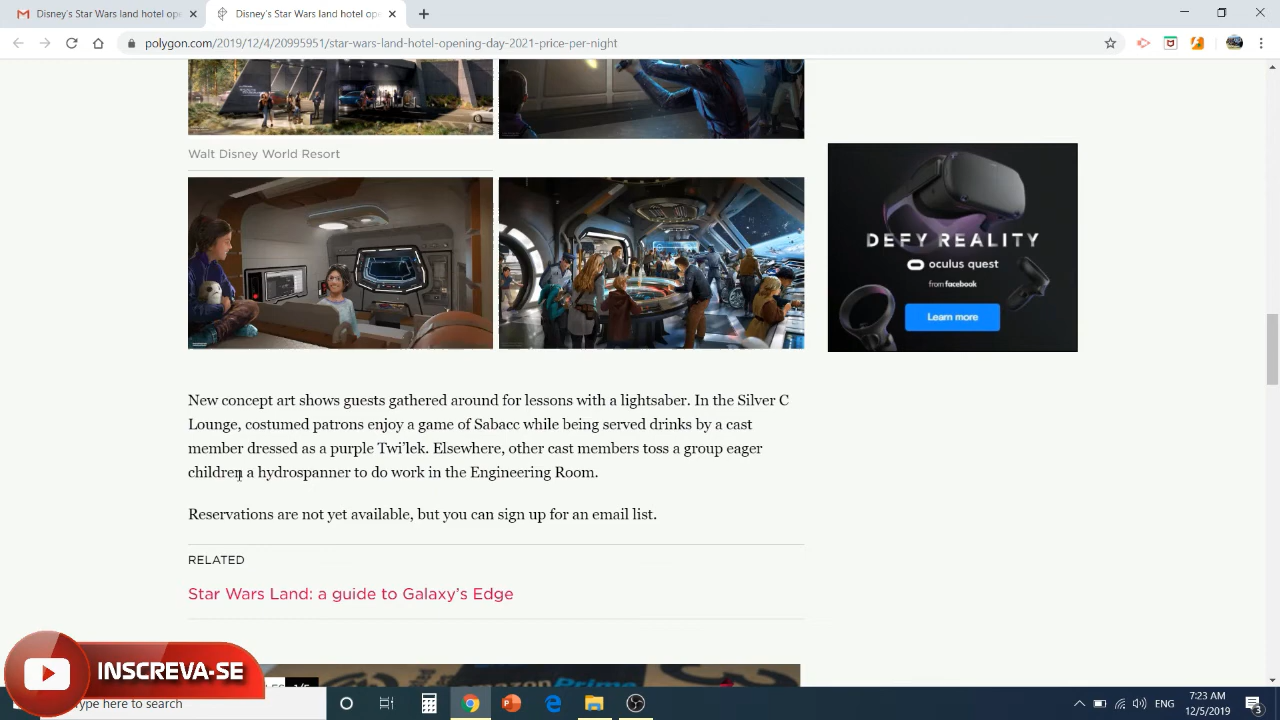 Disney's Star Wars land hotel op
Disney's Star Wars land hotel ope
polygon.com/2019/12/4/20995951/star-wars-land-hotel-opening-day-2021-price-per-night
Walt Disney World Resort
DEFY REALITY
oculus quest
from facebook
Learn more
New concept art shows guests gathered around for lessons with a lightsaber. In the Silver C
Lounge, costumed patrons enjoy a game of Sabacc while being served drinks by a cast
member dressed as a purple Twi’lek. Elsewhere, other cast members toss a group eager
children a hydrospanner to do work in the Engineering Room.
Reservations are not yet available, but you can sign up for an email list.
RELATED
Star Wars Land: a guide to Galaxy’s Edge
INSCREVA-SE
type here to search
ENG
7:23 AM
12/5/2019
3